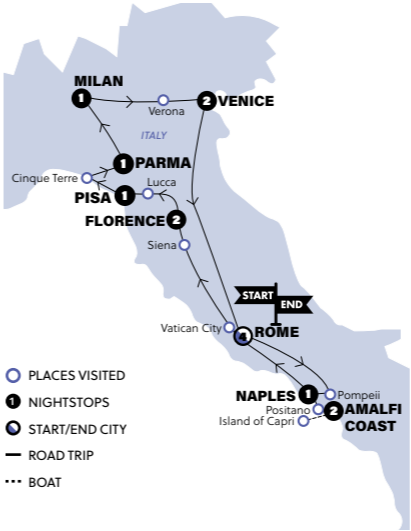 MILAN
1
2 VENICE
Verona
ITALY
1 PARMA
Cinque Terre
Lucca
PISA 1
FLORENCE 2
Siena
START
END
Vatican City
4 ROME
PLACES VISITED
1 NIGHTSTOPS
START/END CITY
ROAD TRIP
BOAT
NAPLES 1
Pompeii
Positano
2 AMALFI
COAST
Island of Capri